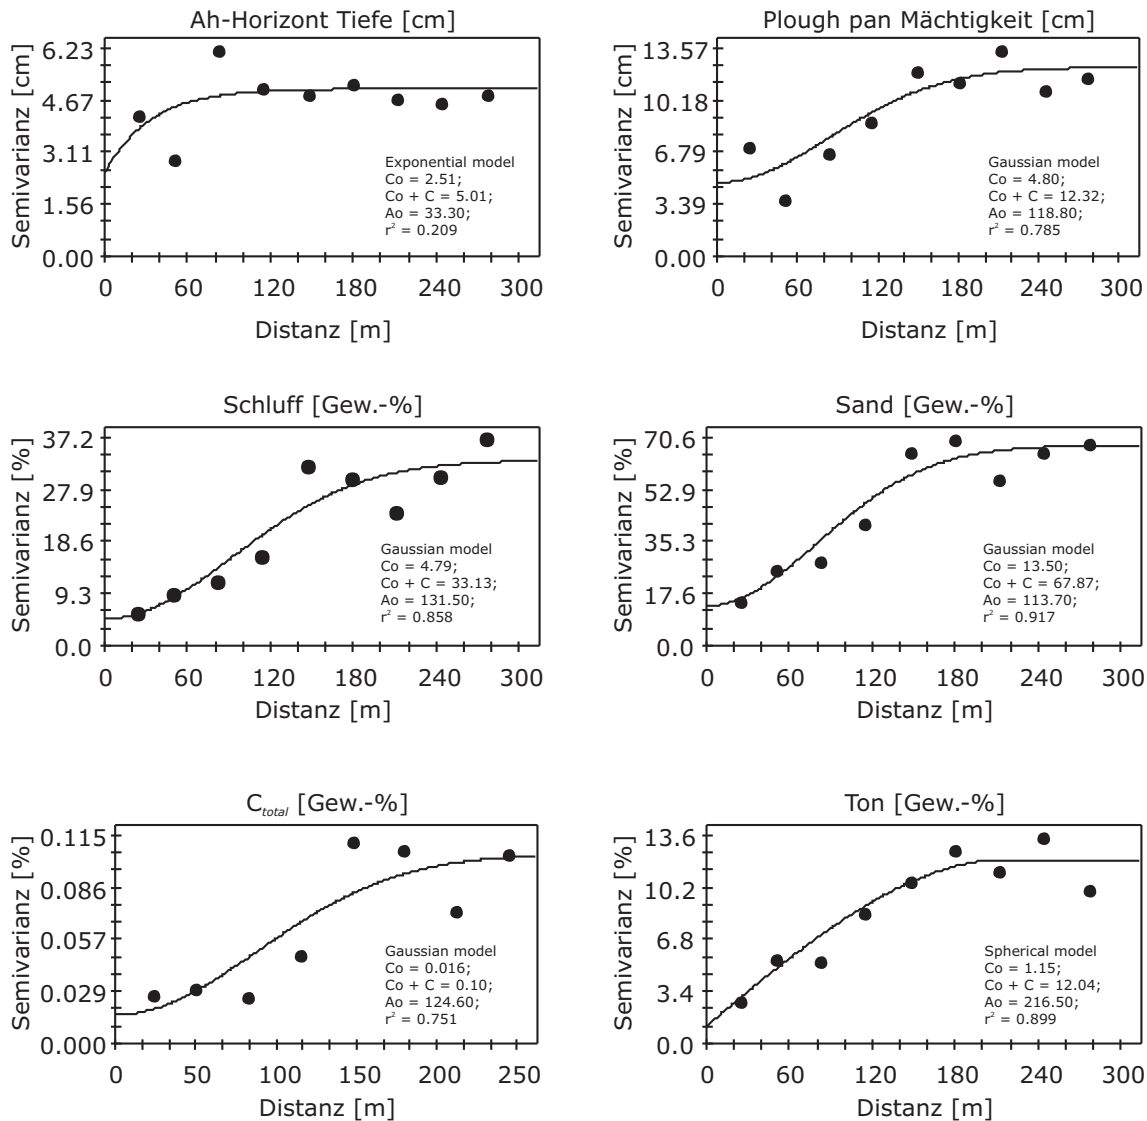 Ah-Horizont Tiefe [cm]
Semivarianz [cm]
6.23
4.67
3.11
1.56
0.00
Exponential model
Co = 2.51;
Co + C = 5.01;
Ao = 33.30;
r² = 0.209
0 60 120 180 240 300
Distanz [m]
Plough pan Mächtigkeit [cm]
Semivarianz [cm]
13.57
10.18
6.79
3.39
0.00
Gaussian model
Co = 4.80;
Co + C = 12.32;
Ao = 118.80;
r² = 0.785
0 60 120 180 240 300
Distanz [m]
Schluff [Gew.-%]
Semivarianz [%]
37.2
27.9
18.6
9.3
0.0
Gaussian model
Co = 4.79;
Co + C = 33.13;
Ao = 131.50;
r² = 0.858
0 60 120 180 240 300
Distanz [m]
Sand [Gew.-%]
Semivarianz [%]
70.6
52.9
35.3
17.6
0.0
Gaussian model
Co = 13.50;
Co + C = 67.87;
Ao = 113.70;
r² = 0.917
0 60 120 180 240 300
Distanz [m]
C total [Gew.-%]
Semivarianz [%]
0.115
0.086
0.057
0.029
0.000
Gaussian model
Co = 0.016;
Co + C = 0.10;
Ao = 124.60;
r² = 0.751
0 50 100 150 200 250
Distanz [m]
Ton [Gew.-%]
Semivarianz [%]
13.6
10.2
6.8
3.4
0.0
Spherical model
Co = 1.15;
Co + C = 12.04;
Ao = 216.50;
r² = 0.899
0 60 120 180 240 300
Distanz [m]